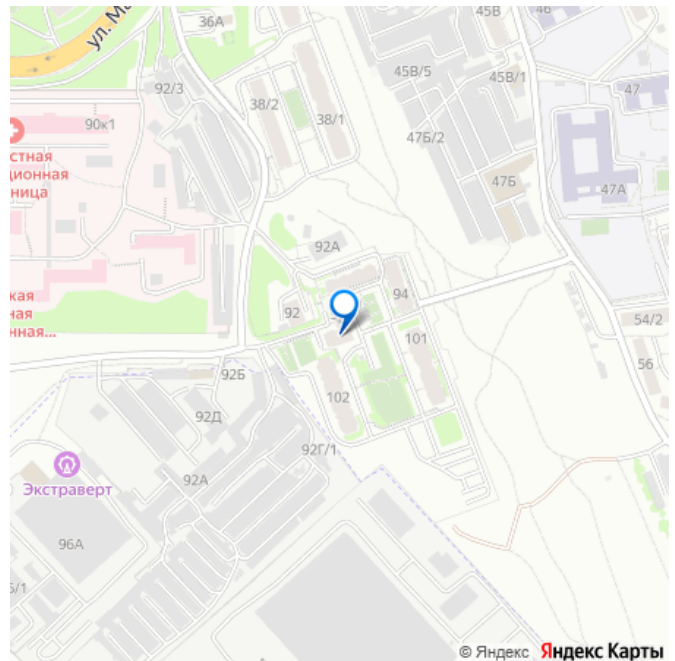 36А
45В
46
ул. Ма
92/3
38/2
45В/5
45В/1
47
90к1
38/1
47Б/2
стная
ционная
ница
47Б
47А
92А
92
94
кая
ная
нная...
101
54/2
56
92Б
102
92Д
92Г/1
92А
Экстраверт
96А
5/1
© Яндекс Яндекс Карты